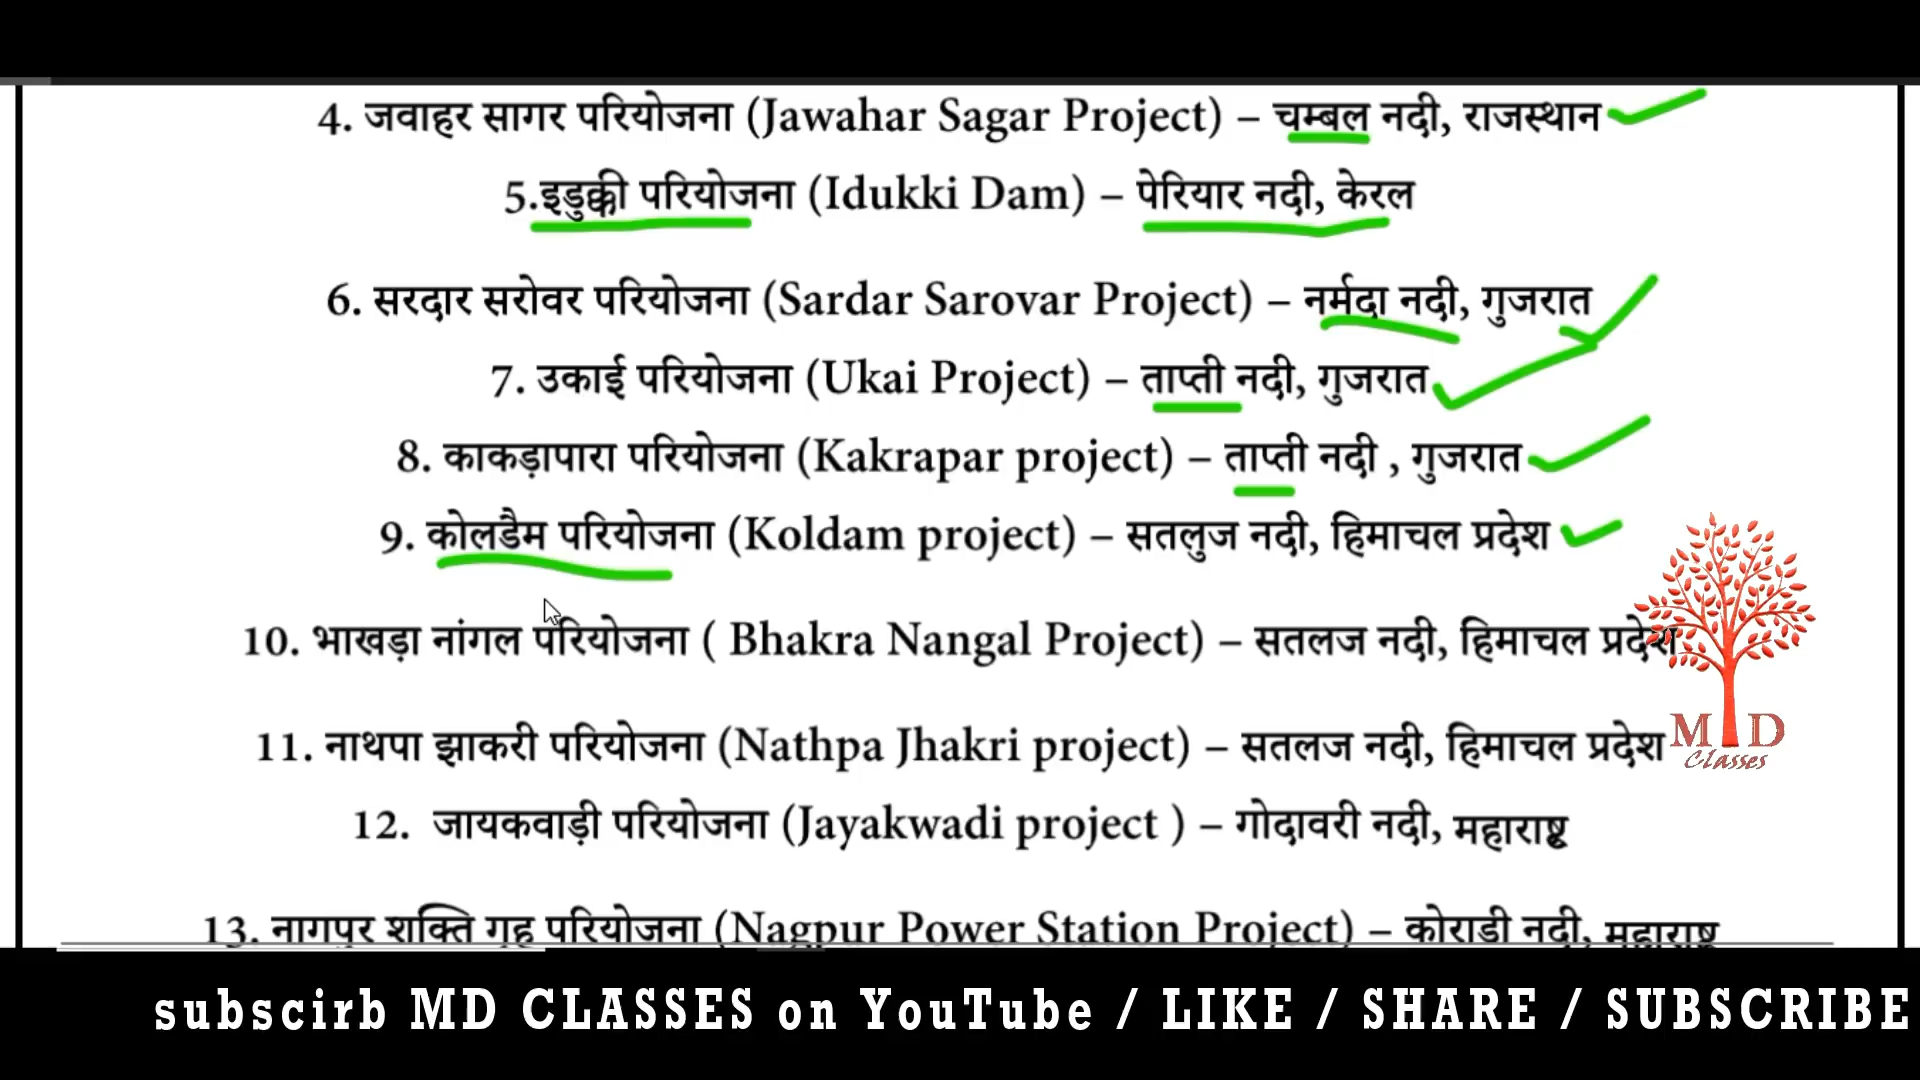 4. जवाहर सागर परियोजना (Jawahar Sagar Project) – चम्बल नदी, राजस्थान
5.इडुक्की परियोजना (Idukki Dam) – पेरियार नदी, केरल
6. सरदार सरोवर परियोजना (Sardar Sarovar Project) – नर्मदा नदी, गुजरात
7. उकाई परियोजना (Ukai Project) – ताप्ती नदी, गुजरात
8. काकड़ापारा परियोजना (Kakrapar project) – ताप्ती नदी , गुजरात
9. कोलडैम परियोजना (Koldam project) – सतलुज नदी, हिमाचल प्रदेश
10. भाखड़ा नांगल परियोजना ( Bhakra Nangal Project) – सतलज नदी, हिमाचल प्रदेश
11. नाथपा झाकरी परियोजना (Nathpa Jhakri project) – सतलज नदी, हिमाचल प्रदेश
MD
Classes
12. जायकवाड़ी परियोजना (Jayakwadi project ) – गोदावरी नदी, महाराष्ट्र
13. नागपुर शक्ति गृह परियोजना (Nagpur Power Station Project) – कोराडी नदी, महाराष्ट्र
subscirb MD CLASSES on YouTube / LIKE / SHARE / SUBSCRIBE